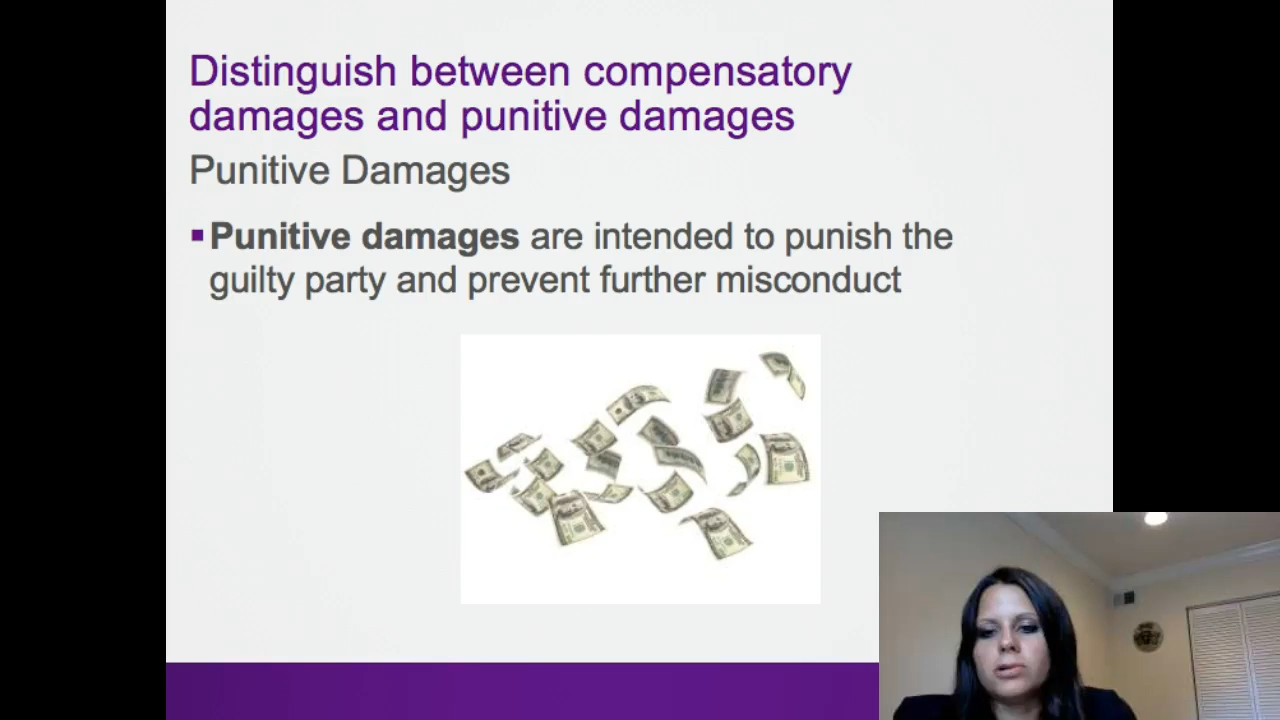 Distinguish between compensatory
damages and punitive damages
Punitive Damages
▪Punitive damages are intended to punish the
guilty party and prevent further misconduct